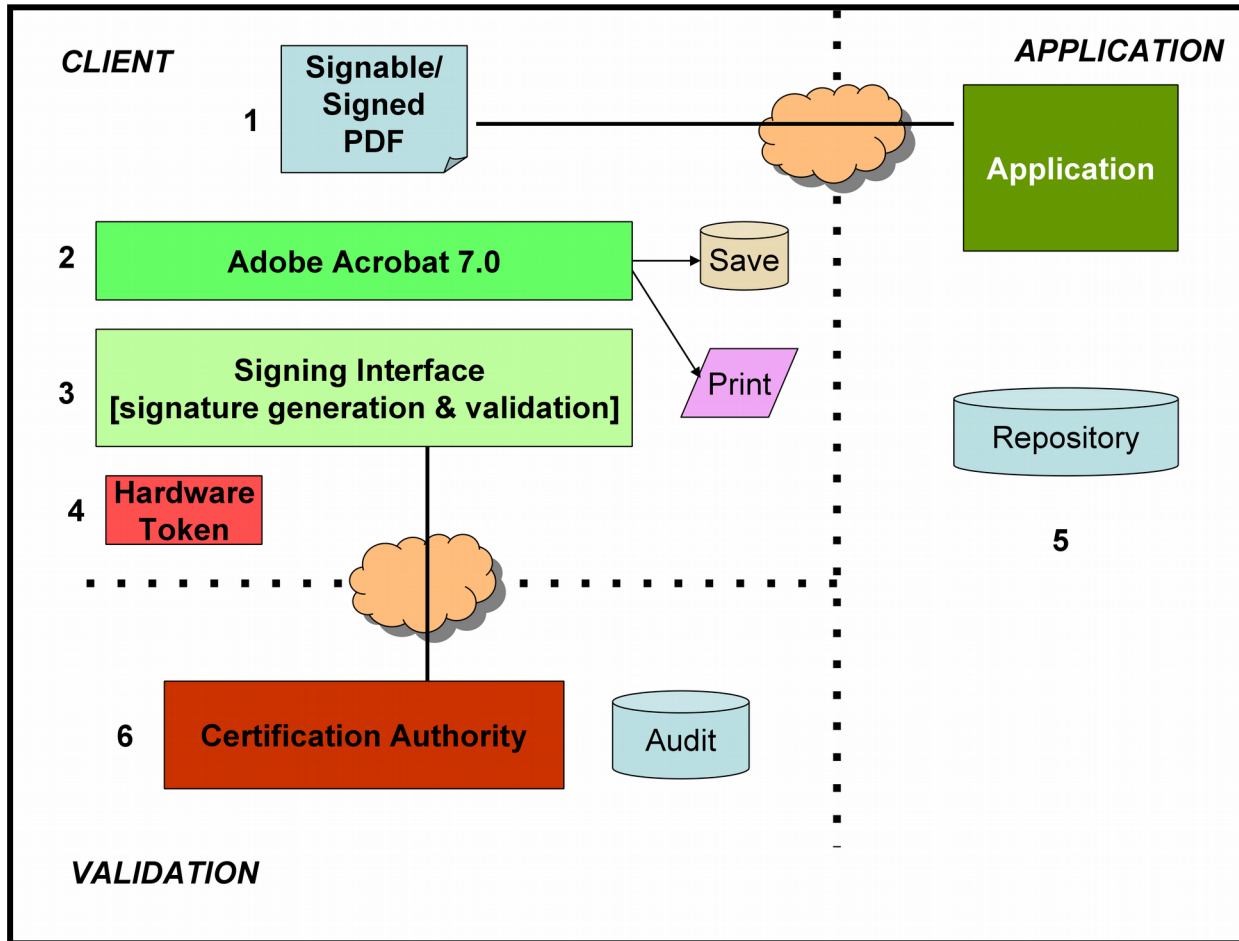 CLIENT
APPLICATION
1
Signable/
Signed
PDF
Application
2
Adobe Acrobat 7.0
Save
3
Signing Interface
[signature generation & validation]
Print
Repository
4
Hardware
Token
5
6
Certification Authority
Audit
VALIDATION